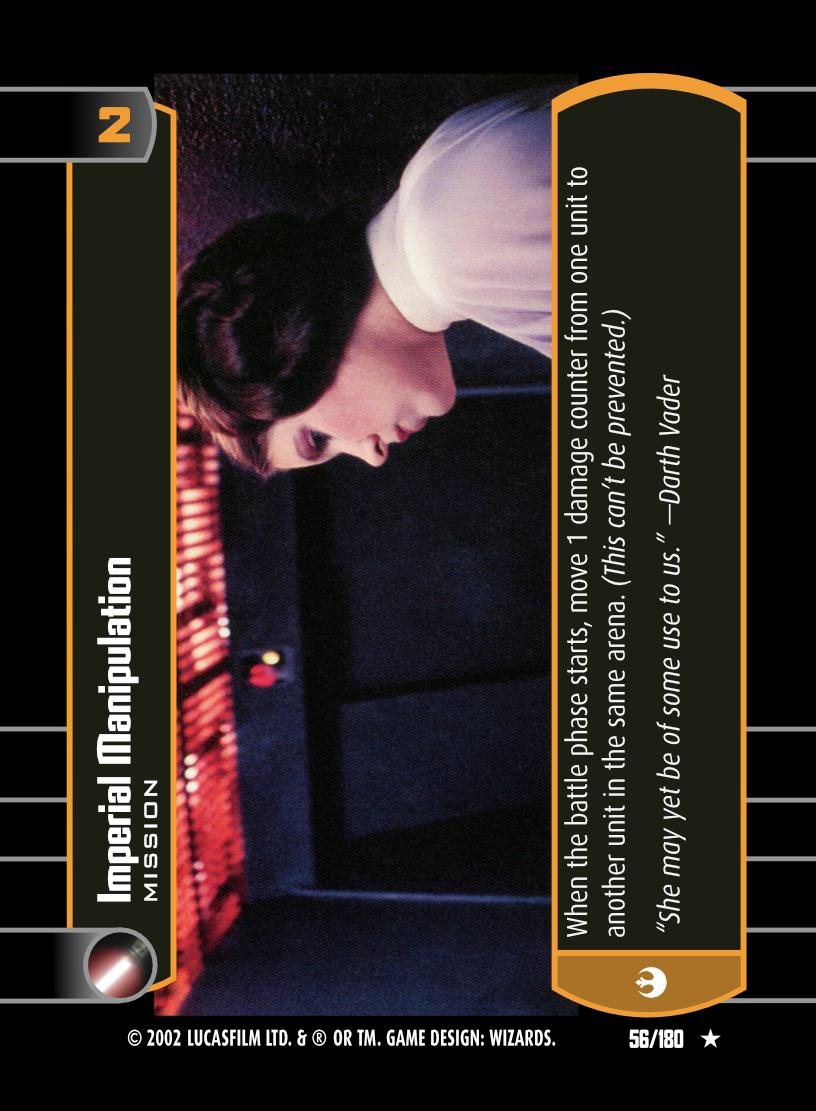 Imperial Manipulation
2
MISSION
When the battle phase starts, move 1 damage counter from one unit to
another unit in the same arena. (This can't be prevented.)
"She may yet be of some use to us." —Darth Vader
© 2002 LUCASFILM LTD. & ® OR TM. GAME DESIGN: WIZARDS.
56/180 ★